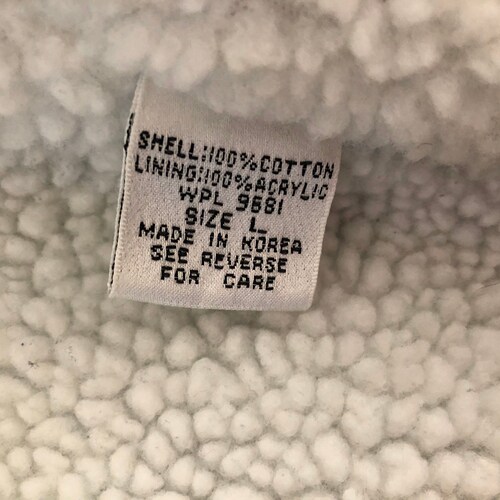 SHELL:100%COTTON
LINING:100%ACRYLIC
WPL 9681
SIZE L
MADE IN KOREA
SEE REVERSE
FOR CARE